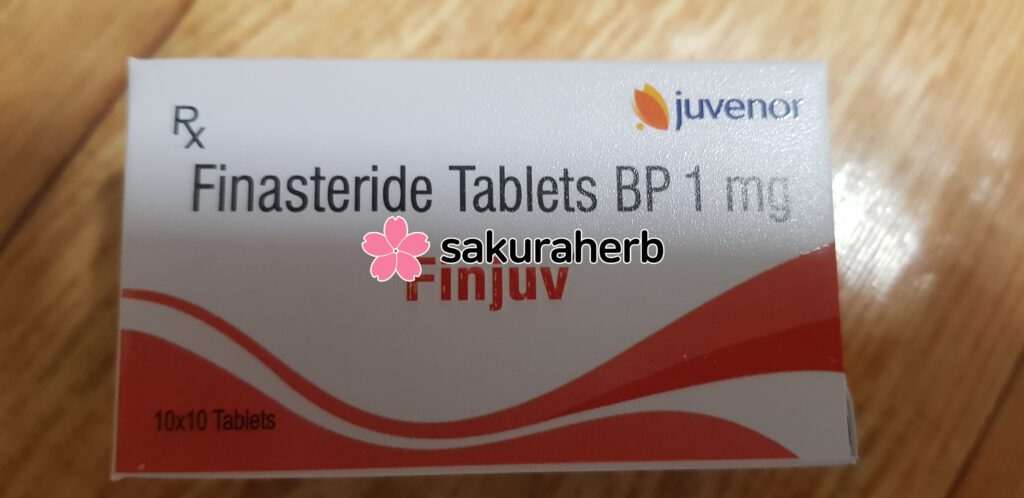 Rx
juvenor
Finasteride Tablets BP 1 mg
sakuraherb
Finjuv
10x10 Tablets